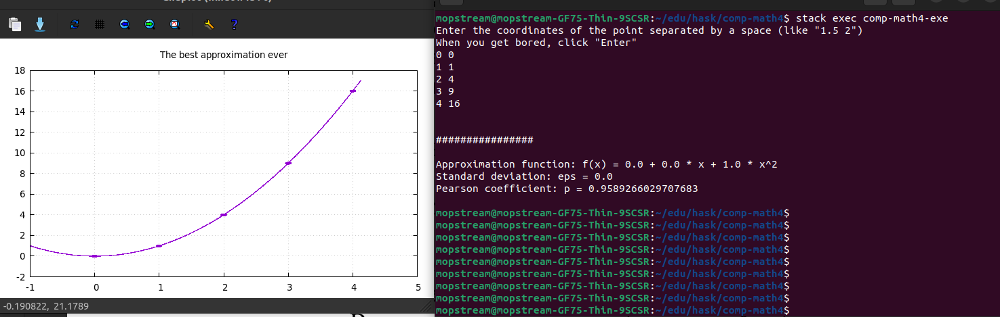 The best approximation ever
18
16
14
12
10
8
6
4
2
0
-2
-1 0 1 2 3 4 5
-0.190822, 21.1789
mopstream@mopstream-GF75-Thin-9SCSR:~/edu/hask/comp-math4$ stack exec comp-math4-exe
Enter the coordinates of the point separated by a space (like "1.5 2")
When you get bored, click "Enter"
0 0
1 1
2 4
3 9
4 16
################
Approximation function: f(x) = 0.0 + 0.0 * x + 1.0 * x^2
Standard deviation: eps = 0.0
Pearson coefficient: p = 0.9589266029707683
mopstream@mopstream-GF75-Thin-9SCSR:~/edu/hask/comp-math4$
mopstream@mopstream-GF75-Thin-9SCSR:~/edu/hask/comp-math4$
mopstream@mopstream-GF75-Thin-9SCSR:~/edu/hask/comp-math4$
mopstream@mopstream-GF75-Thin-9SCSR:~/edu/hask/comp-math4$
mopstream@mopstream-GF75-Thin-9SCSR:~/edu/hask/comp-math4$
mopstream@mopstream-GF75-Thin-9SCSR:~/edu/hask/comp-math4$
mopstream@mopstream-GF75-Thin-9SCSR:~/edu/hask/comp-math4$
mopstream@mopstream-GF75-Thin-9SCSR:~/edu/hask/comp-math4$
mopstream@mopstream-GF75-Thin-9SCSR:~/edu/hask/comp-math4$